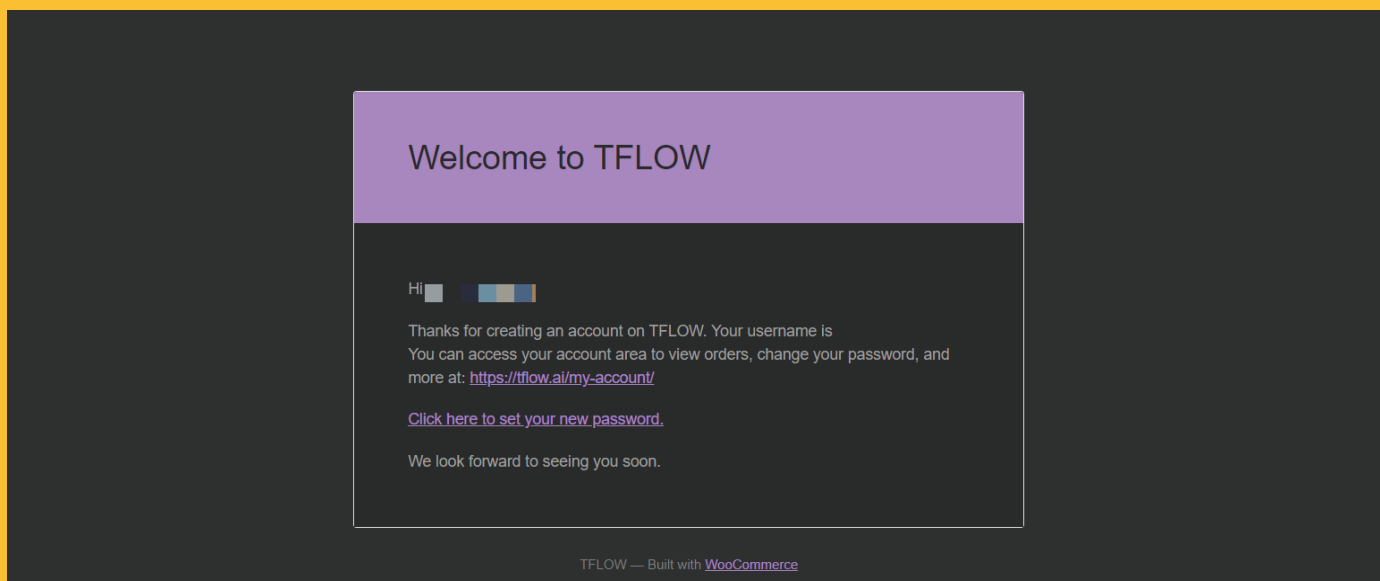 Welcome to TFLOW
Hi
Thanks for creating an account on TFLOW. Your username is
You can access your account area to view orders, change your password, and
more at: https://tflow.ai/my-account/
Click here to set your new password.
We look forward to seeing you soon.
TFLOW — Built with WooCommerce